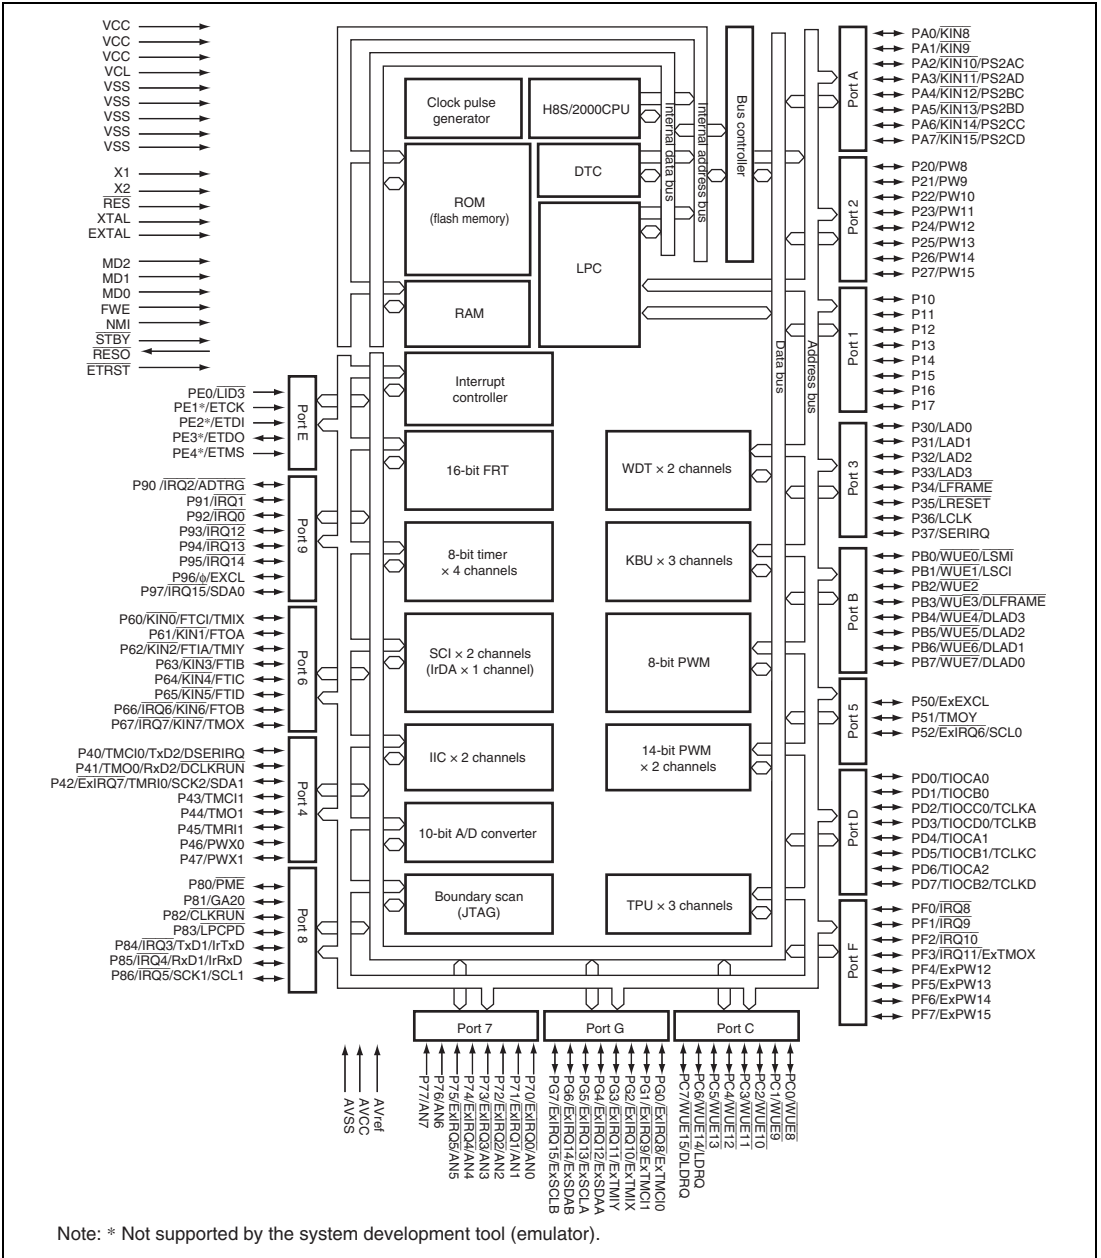 VCC
VCC
VCC
VCL
VSS
VSS
VSS
VSS
VSS
X1
X2
RES
XTAL
EXTAL
MD2
MD1
MD0
FWE
NMI
STBY
RESO
ETRST
PE0/LID3
PE1*/ETCK
PE2*/ETDI
PE3*/ETDO
PE4*/ETMS
Port E
P90 /IRQ2/ADTRG
P91/IRQ1
P92/IRQ0
P93/IRQ12
P94/IRQ13
P95/IRQ14
P96/ϕ/EXCL
P97/IRQ15/SDA0
Port 9
P60/KIN0/FTCI/TMIX
P61/KIN1/FTOA
P62/KIN2/FTIA/TMIY
P63/KIN3/FTIB
P64/KIN4/FTIC
P65/KIN5/FTID
P66/IRQ6/KIN6/FTOB
P67/IRQ7/KIN7/TMOX
Port 6
P40/TMCI0/TxD2/DSERIRQ
P41/TMO0/RxD2/DCLKRUN
P42/ExIRQ7/TMRI0/SCK2/SDA1
P43/TMCI1
P44/TMO1
P45/TMRI1
P46/PWX0
P47/PWX1
Port 4
P80/PME
P81/GA20
P82/CLKRUN
P83/LPCPD
P84/IRQ3/TxD1/IrTxD
P85/IRQ4/RxD1/IrRxD
P86/IRQ5/SCK1/SCL1
Port 8
Clock pulse
generator
H8S/2000CPU
ROM
(flash memory)
DTC
LPC
RAM
Internal data bus
Internal address bus
Bus controller
Interrupt
controller
Data bus
Address bus
16-bit FRT
WDT × 2 channels
8-bit timer
× 4 channels
KBU × 3 channels
SCI × 2 channels
(IrDA × 1 channel)
8-bit PWM
IIC × 2 channels
14-bit PWM
× 2 channels
10-bit A/D converter
Boundary scan
(JTAG)
TPU × 3 channels
Port A
PA0/KIN8
PA1/KIN9
PA2/KIN10/PS2AC
PA3/KIN11/PS2AD
PA4/KIN12/PS2BC
PA5/KIN13/PS2BD
PA6/KIN14/PS2CC
PA7/KIN15/PS2CD
Port 2
P20/PW8
P21/PW9
P22/PW10
P23/PW11
P24/PW12
P25/PW13
P26/PW14
P27/PW15
Port 1
P10
P11
P12
P13
P14
P15
P16
P17
Port 3
P30/LAD0
P31/LAD1
P32/LAD2
P33/LAD3
P34/LFRAME
P35/LRESET
P36/LCLK
P37/SERIRQ
Port B
PB0/WUE0/LSMI
PB1/WUE1/LSCI
PB2/WUE2
PB3/WUE3/DLFRAME
PB4/WUE4/DLAD3
PB5/WUE5/DLAD2
PB6/WUE6/DLAD1
PB7/WUE7/DLAD0
Port 5
P50/ExEXCL
P51/TMOY
P52/ExIRQ6/SCL0
Port D
PD0/TIOCA0
PD1/TIOCB0
PD2/TIOCC0/TCLKA
PD3/TIOCD0/TCLKB
PD4/TIOCA1
PD5/TIOCB1/TCLKC
PD6/TIOCA2
PD7/TIOCB2/TCLKD
Port F
PF0/IRQ8
PF1/IRQ9
PF2/IRQ10
PF3/IRQ11/ExTMOX
PF4/ExPW12
PF5/ExPW13
PF6/ExPW14
PF7/ExPW15
Port 7
Port G
Port C
AVSS
AVCC
AVref
P77/AN7
P76/AN6
P75/ExIRQ5/AN5
P74/ExIRQ4/AN4
P73/ExIRQ3/AN3
P72/ExIRQ2/AN2
P71/ExIRQ1/AN1
P70/ExIRQ0/AN0
PG7/ExIRQ15/ExSCLB
PG6/ExIRQ14/ExSDAB
PG5/ExIRQ13/ExSCLA
PG4/ExIRQ12/ExSDAA
PG3/ExIRQ11/ExTMIY
PG2/ExIRQ10/ExTMIX
PG1/ExIRQ9/ExTMCI1
PG0/ExIRQ8/ExTMCI0
PC7/WUE15/DLDRQ
PC6/WUE14/LDRQ
PC5/WUE13
PC4/WUE12
PC3/WUE11
PC2/WUE10
PC1/WUE9
PC0/WUE8
Note: * Not supported by the system development tool (emulator).